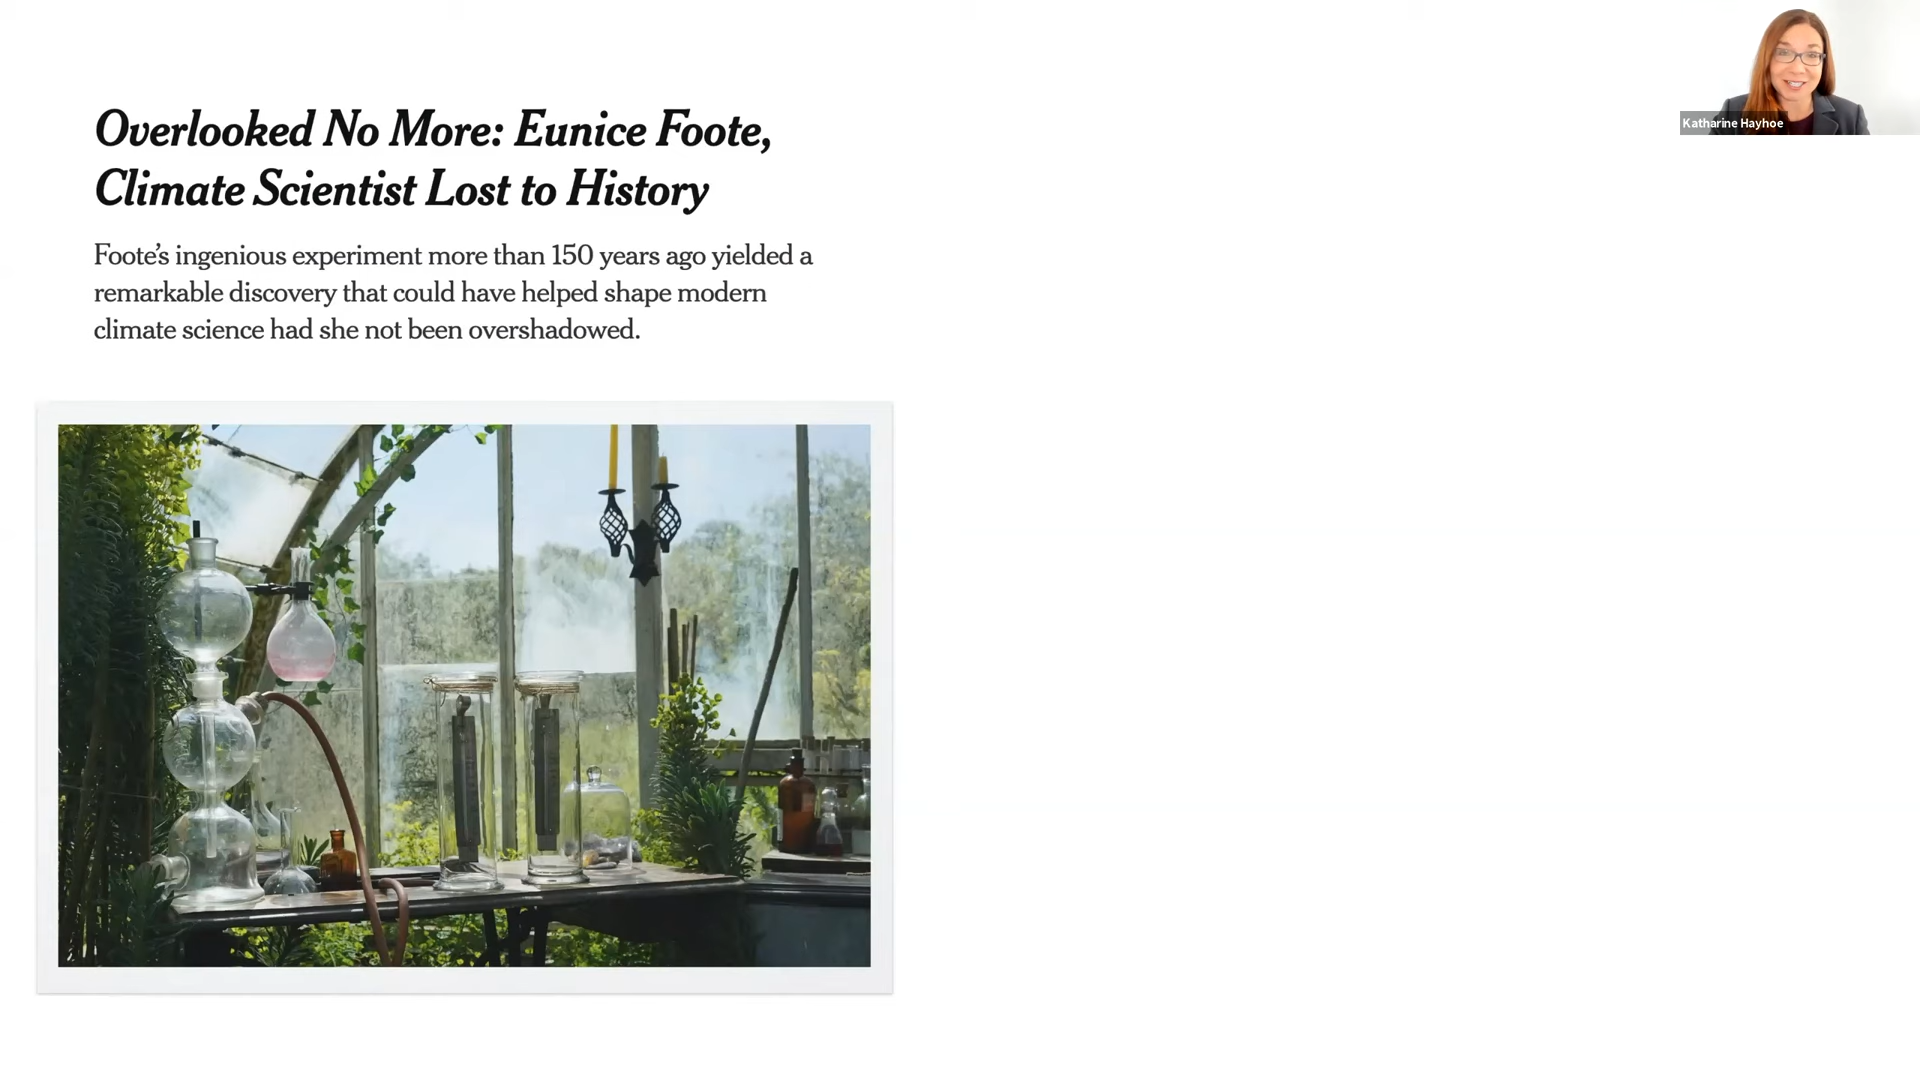 Overlooked No More: Eunice Foote,
Climate Scientist Lost to History
Foote’s ingenious experiment more than 150 years ago yielded a
remarkable discovery that could have helped shape modern
climate science had she not been overshadowed.
Katharine Hayhoe